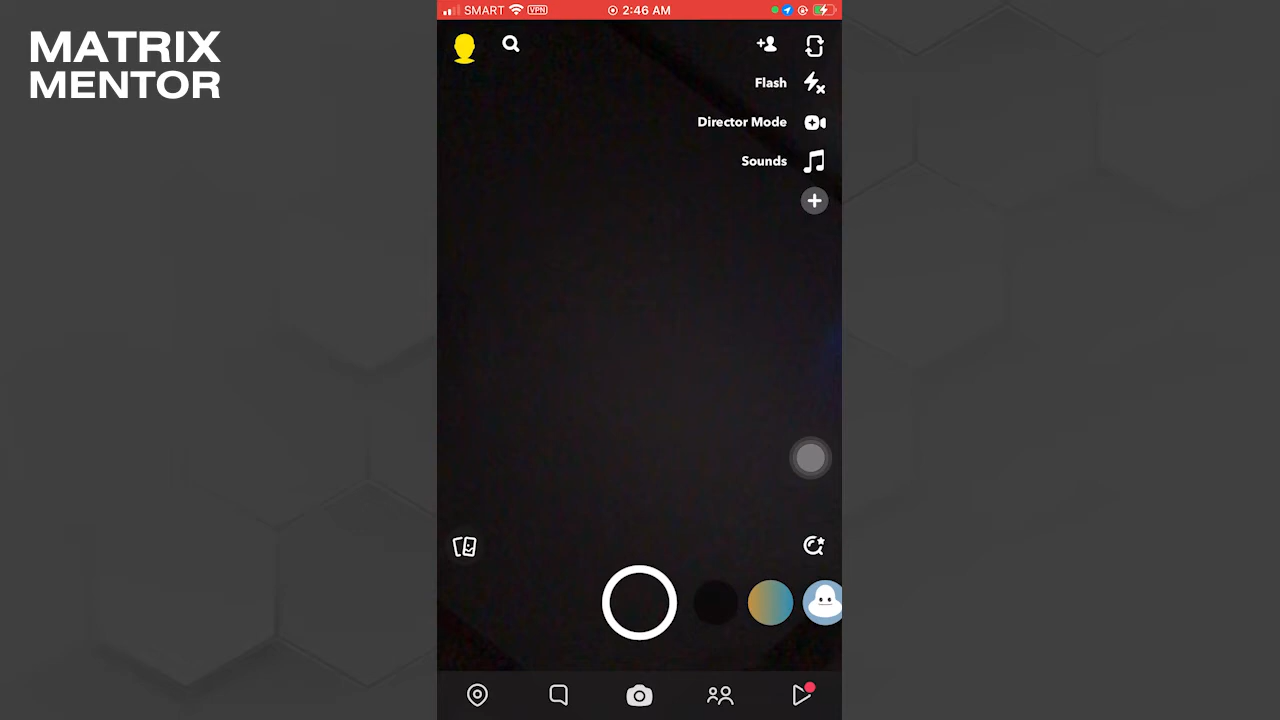 MATRIX
MENTOR
SMART VPN 2:46 AM
Flash
Director Mode
Sounds